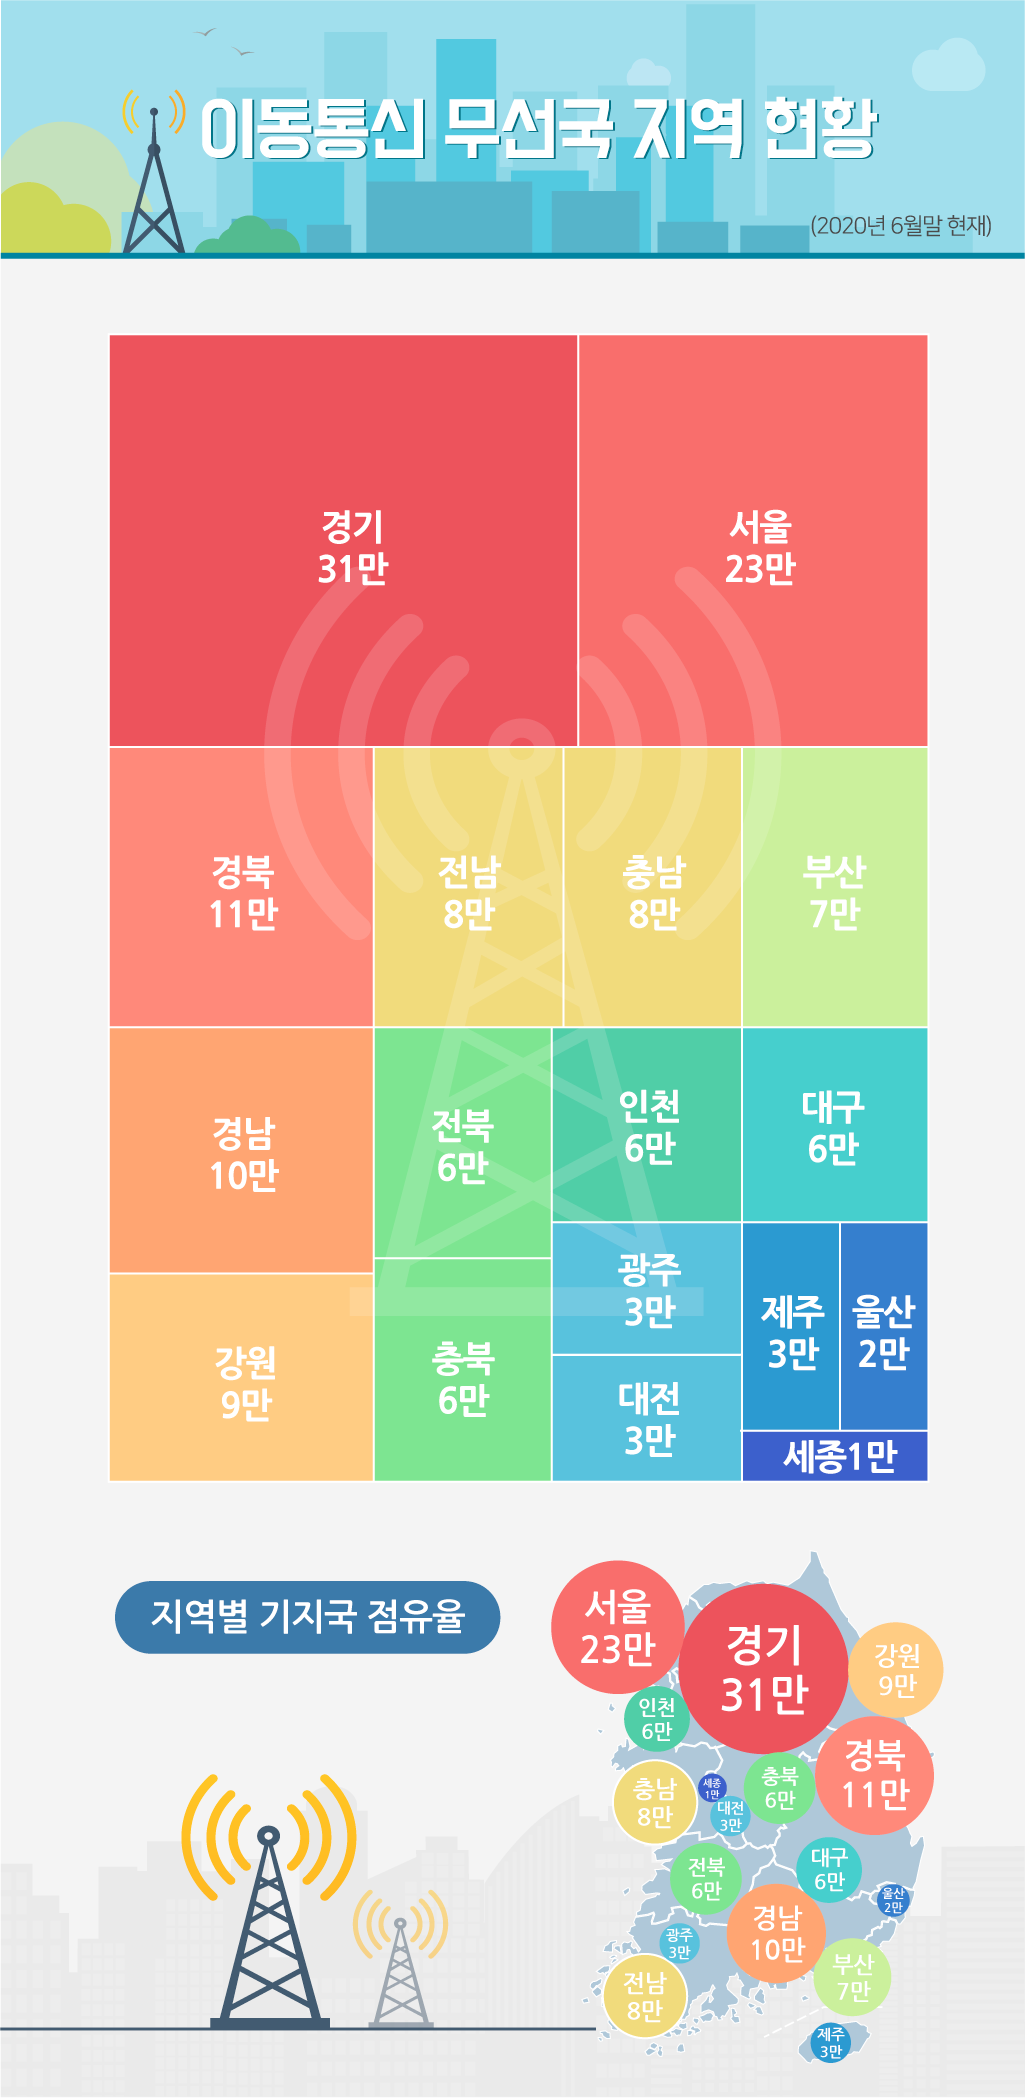 이동통신 무선국 지역 현황
(2020년 6월말 현재)
경기
31만
서울
23만
경북
11만
전남
8만
충남
8만
부산
7만
경남
10만
전북
6만
인천
6만
대구
6만
강원
9만
충북
6만
광주
3만
대전
3만
제주
3만
울산
2만
세종1만
지역별 기지국 점유율
서울
23만
경기
31만
강원
9만
인천
6만
경북
11만
충남
8만
세종
1만
대전
3만
충북
6만
전북
6만
대구
6만
울산
2만
경남
10만
광주
3만
부산
7만
전남
8만
제주
3만